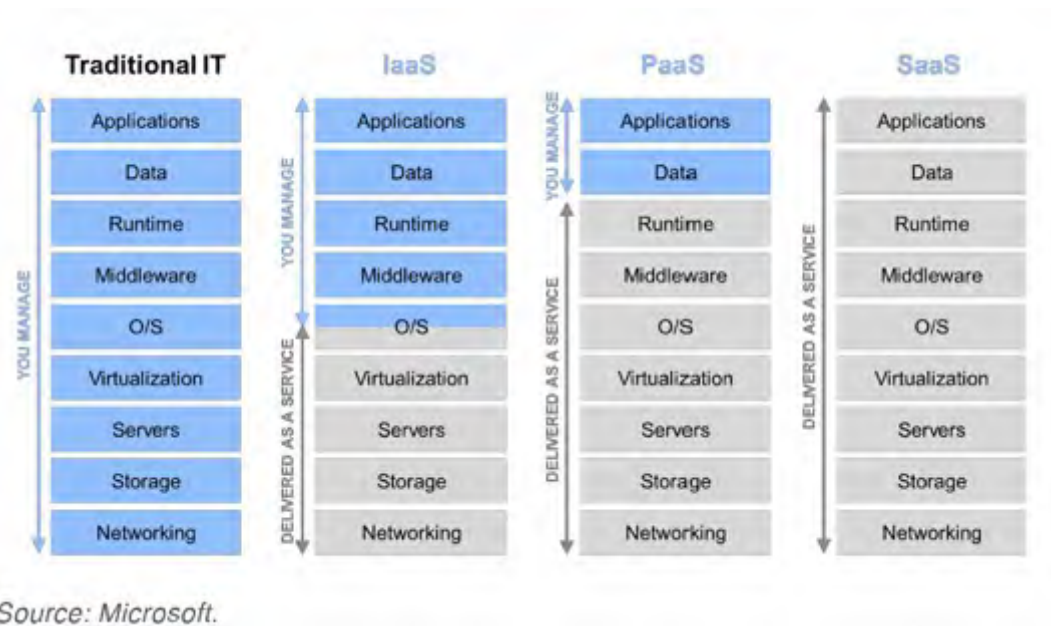 Traditional IT IaaS PaaS SaaS
Applications Applications Applications Applications
Data Data Data Data
Runtime Runtime Runtime Runtime
Middleware Middleware Middleware Middleware
O/S O/S O/S O/S
Virtualization Virtualization Virtualization Virtualization
Servers Servers Servers Servers
Storage Storage Storage Storage
Networking Networking Networking Networking
YOU MANAGE
YOU MANAGE
DELIVERED AS A SERVICE
YOU MANAGE
DELIVERED AS A SERVICE
DELIVERED AS A SERVICE
Source: Microsoft.